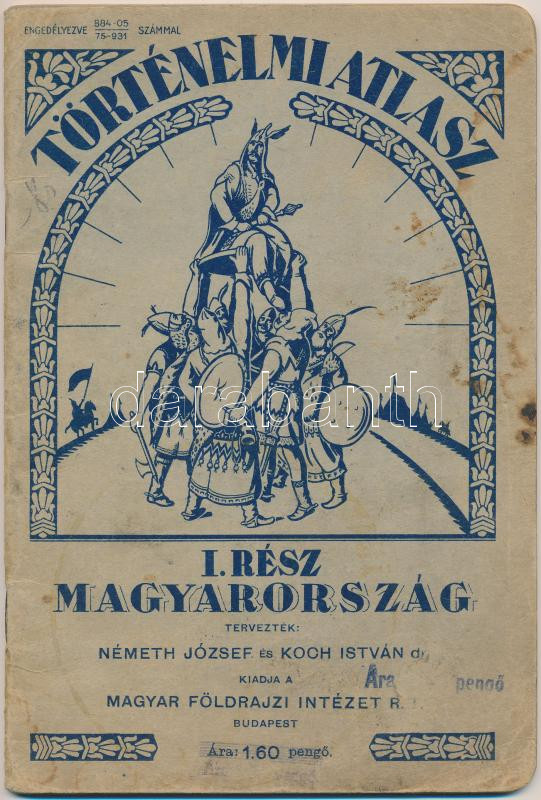 ENGEDÉLYEZVE 884-05 / 75-931 SZÁMMAL
TÖRTÉNELMI ATLASZ
darabanth
I. RÉSZ
MAGYARORSZÁG
TERVEZTÉK:
NÉMETH JÓZSEF ÉS KOCH ISTVÁN
Ára pengő
KIADJA A
MAGYAR FÖLDRAJZI INTÉZET R.
BUDAPEST
Ára: 1.60 pengő.